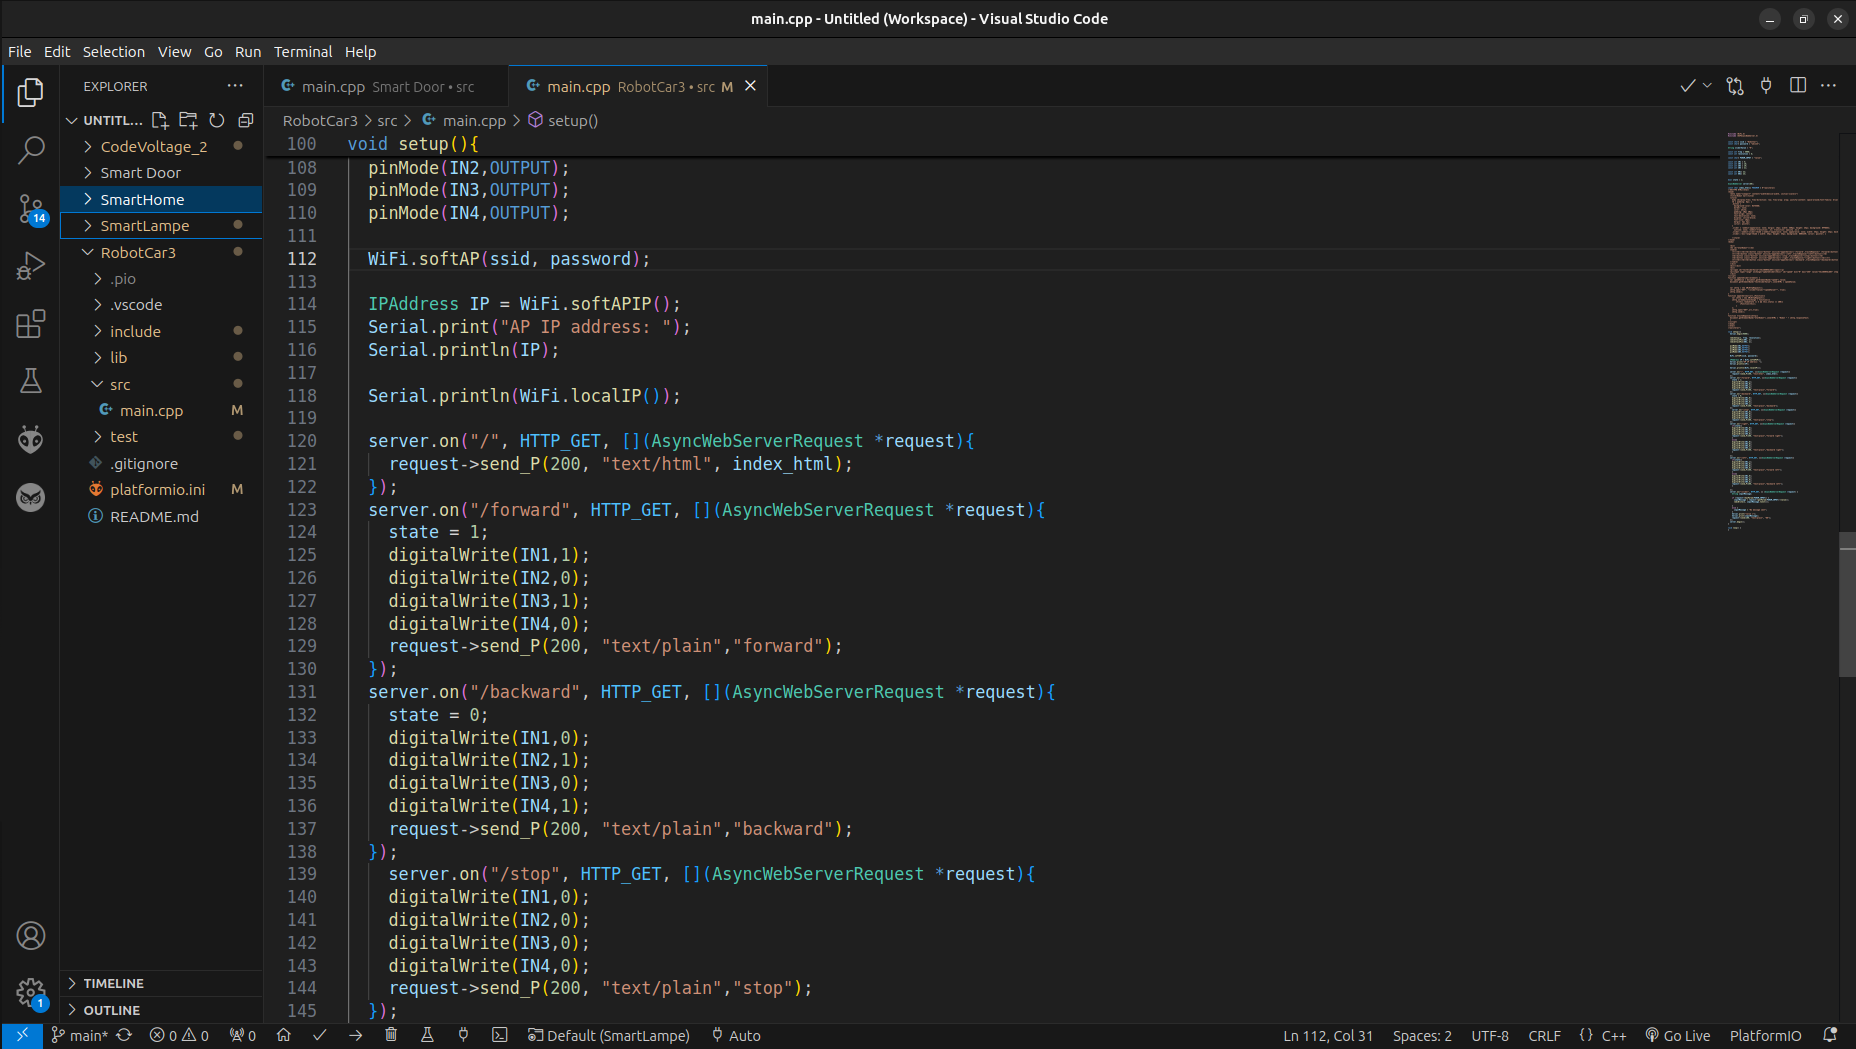 main.cpp - Untitled (Workspace) - Visual Studio Code
File Edit Selection View Go Run Terminal Help
EXPLORER
UNTITL...
CodeVoltage_2
Smart Door
SmartHome
SmartLampe
RobotCar3
.pio
.vscode
include
lib
src
main.cpp M
test
.gitignore
platformio.ini M
README.md
TIMELINE
OUTLINE
14
1
main.cpp Smart Door • src
main.cpp RobotCar3 • src M
RobotCar3 > src > main.cpp > setup()
100 void setup(){
108 pinMode(IN2,OUTPUT);
109 pinMode(IN3,OUTPUT);
110 pinMode(IN4,OUTPUT);
111
112 WiFi.softAP(ssid, password);
113
114 IPAddress IP = WiFi.softAPIP();
115 Serial.print("AP IP address: ");
116 Serial.println(IP);
117
118 Serial.println(WiFi.localIP());
119
120 server.on("/", HTTP_GET, [](AsyncWebServerRequest *request){
121 request->send_P(200, "text/html", index_html);
122 });
123 server.on("/forward", HTTP_GET, [](AsyncWebServerRequest *request){
124 state = 1;
125 digitalWrite(IN1,1);
126 digitalWrite(IN2,0);
127 digitalWrite(IN3,1);
128 digitalWrite(IN4,0);
129 request->send_P(200, "text/plain","forward");
130 });
131 server.on("/backward", HTTP_GET, [](AsyncWebServerRequest *request){
132 state = 0;
133 digitalWrite(IN1,0);
134 digitalWrite(IN2,1);
135 digitalWrite(IN3,0);
136 digitalWrite(IN4,1);
137 request->send_P(200, "text/plain","backward");
138 });
139 server.on("/stop", HTTP_GET, [](AsyncWebServerRequest *request){
140 digitalWrite(IN1,0);
141 digitalWrite(IN2,0);
142 digitalWrite(IN3,0);
143 digitalWrite(IN4,0);
144 request->send_P(200, "text/plain","stop");
145 });
main* 0 0 0 Default (SmartLampe) Auto Ln 112, Col 31 Spaces: 2 UTF-8 CRLF {} C++ Go Live PlatformIO